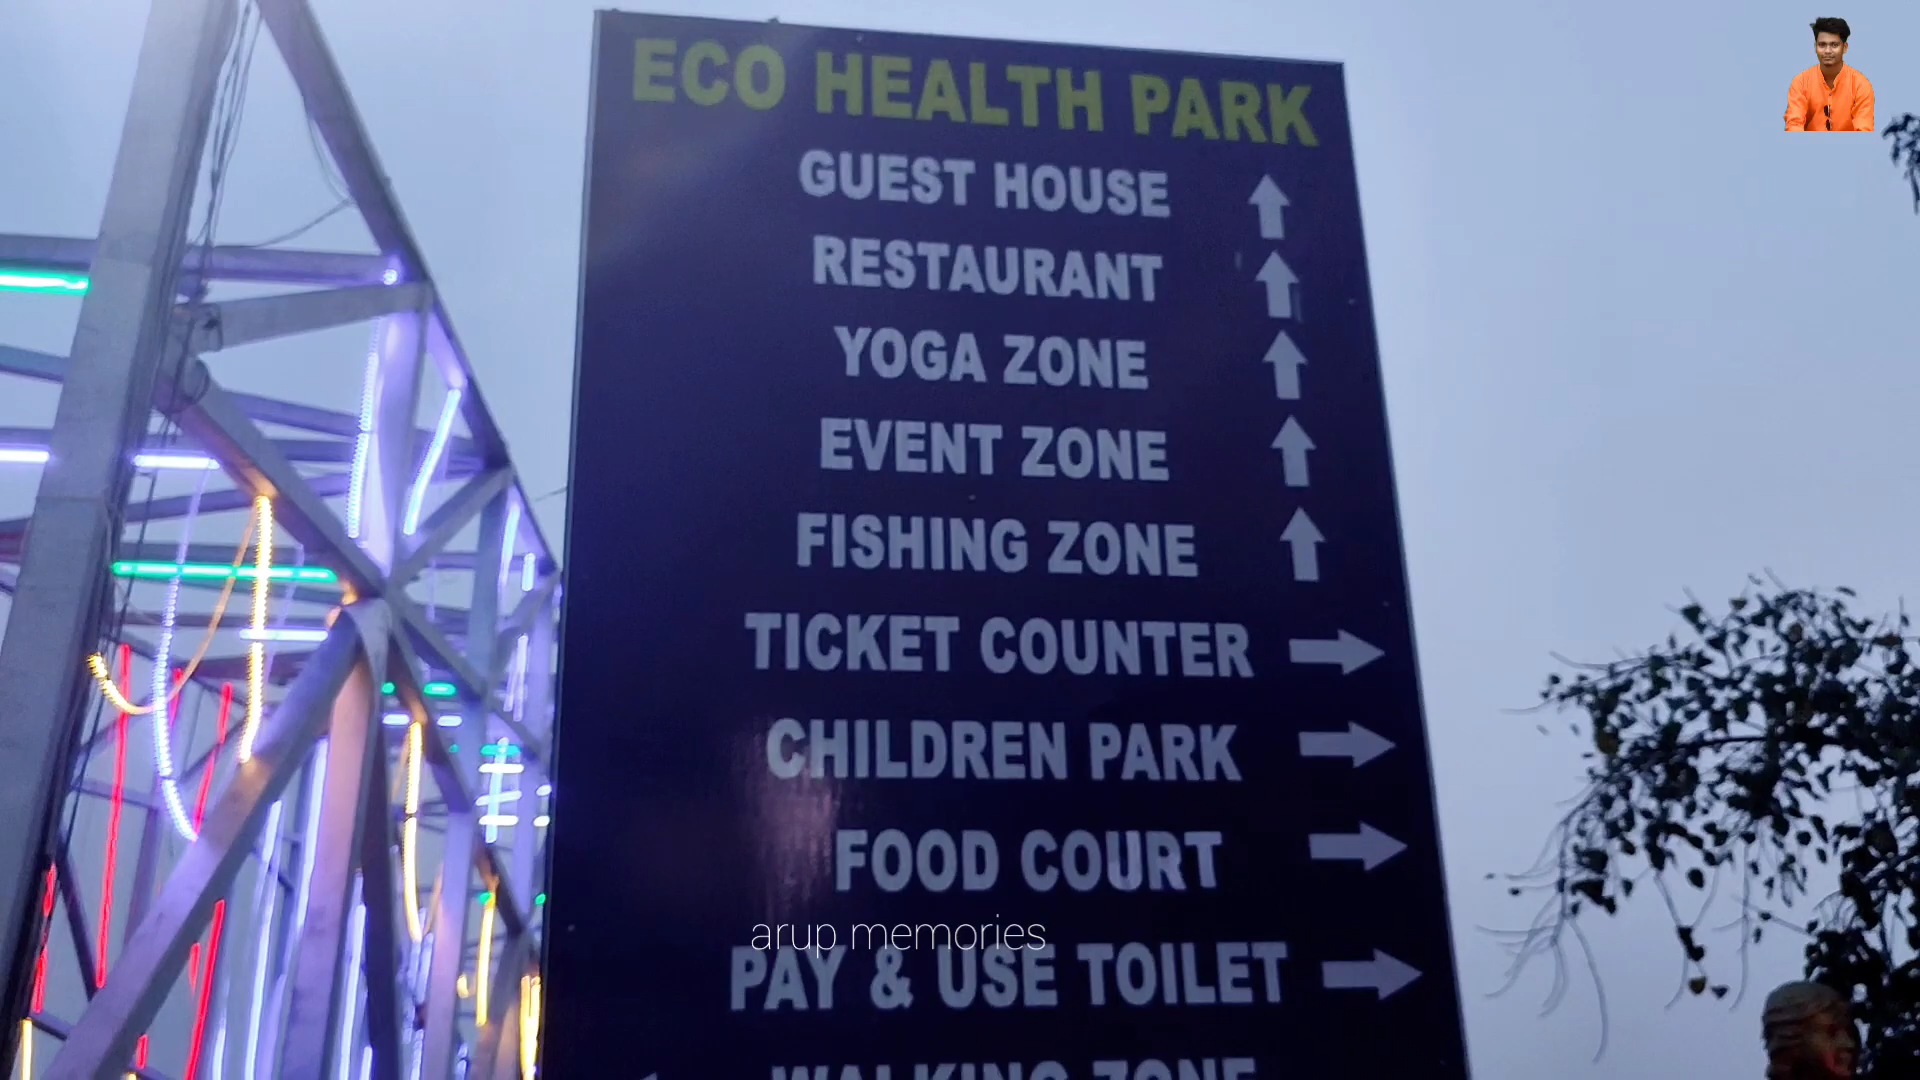 ECO HEALTH PARK
GUEST HOUSE
RESTAURANT
YOGA ZONE
EVENT ZONE
FISHING ZONE
TICKET COUNTER
CHILDREN PARK
FOOD COURT
arup memories
PAY & USE TOILET
WALKING ZONE